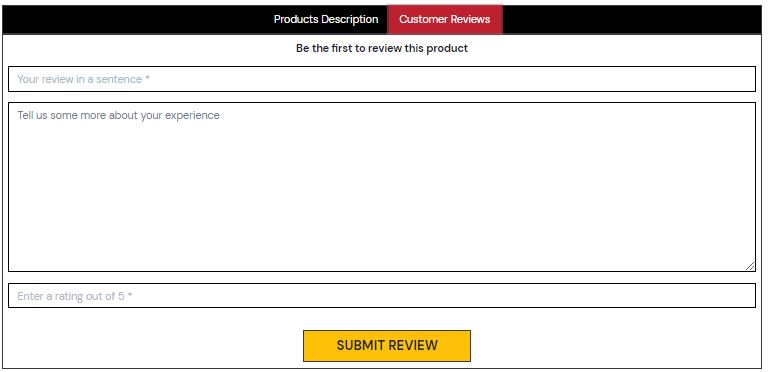 Products Description Customer Reviews
Be the first to review this product
Your review in a sentence *
Tell us some more about your experience
Enter a rating out of 5 *
SUBMIT REVIEW